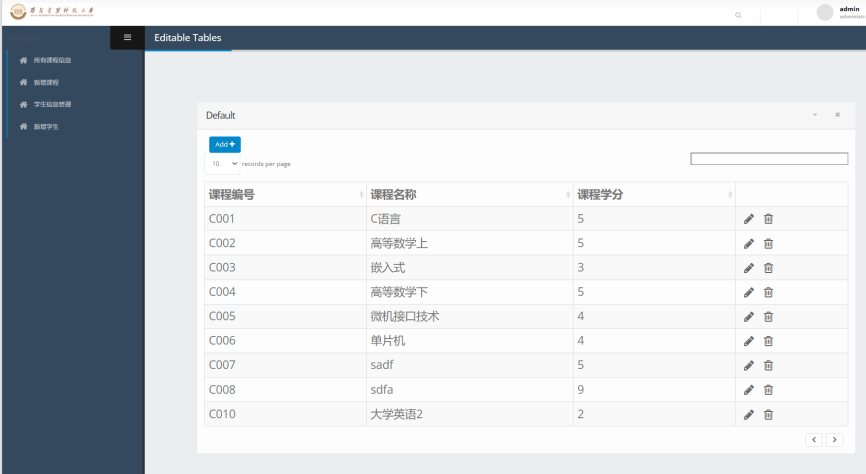 admin
Editable Tables
所有课程信息
新增课程
学生信息管理
新增学生
Default
Add
10 records per page
课程编号 课程名称 课程学分
C001 C语言 5
C002 高等数学上 5
C003 嵌入式 3
C004 高等数学下 5
C005 微机接口技术 4
C006 单片机 4
C007 sadf 5
C008 sdfa 9
C010 大学英语2 2